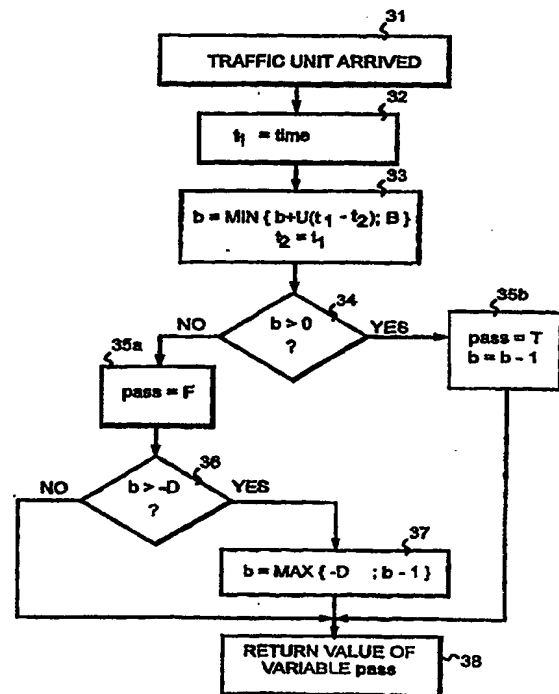 31
TRAFFIC UNIT ARRIVED
32
t1 = time
33
b = MIN { b+U(t1 - t2); B }
t2 = t1
34
NO
b > 0
?
YES
35b
pass = T
b = b - 1
35a
pass = F
36
NO
b > -D
?
YES
37
b = MAX { -D ; b - 1 }
RETURN VALUE OF
VARIABLE pass
38